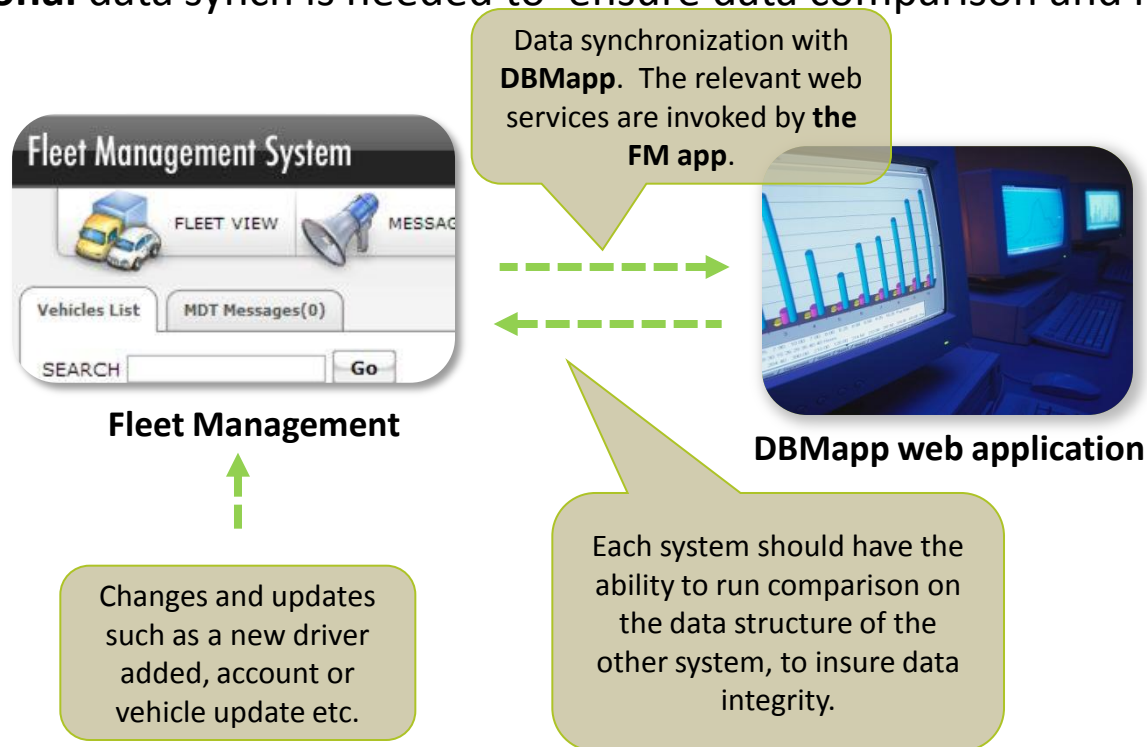 data synch is needed to ensure data comparison and
Data synchronization with
DBMapp. The relevant web
services are invoked by the
FM app.
Fleet Management System
FLEET VIEW
Vehicles List
MDT Messages(0)
SEARCH
Go
Fleet Management
DBMapp web application
Changes and updates
such as a new driver
added, account or
vehicle update etc.
Each system should have the
ability to run comparison on
the data structure of the
other system, to insure data
integrity.